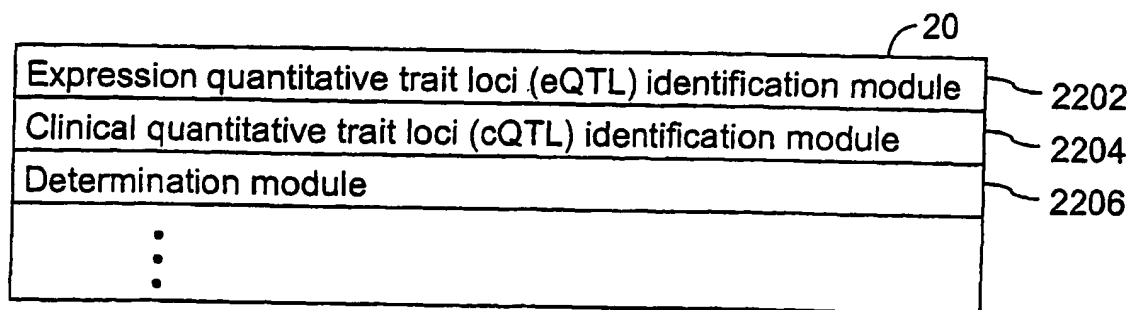 20
Expression quantitative trait loci (eQTL) identification module 2202
Clinical quantitative trait loci (cQTL) identification module 2204
Determination module 2206